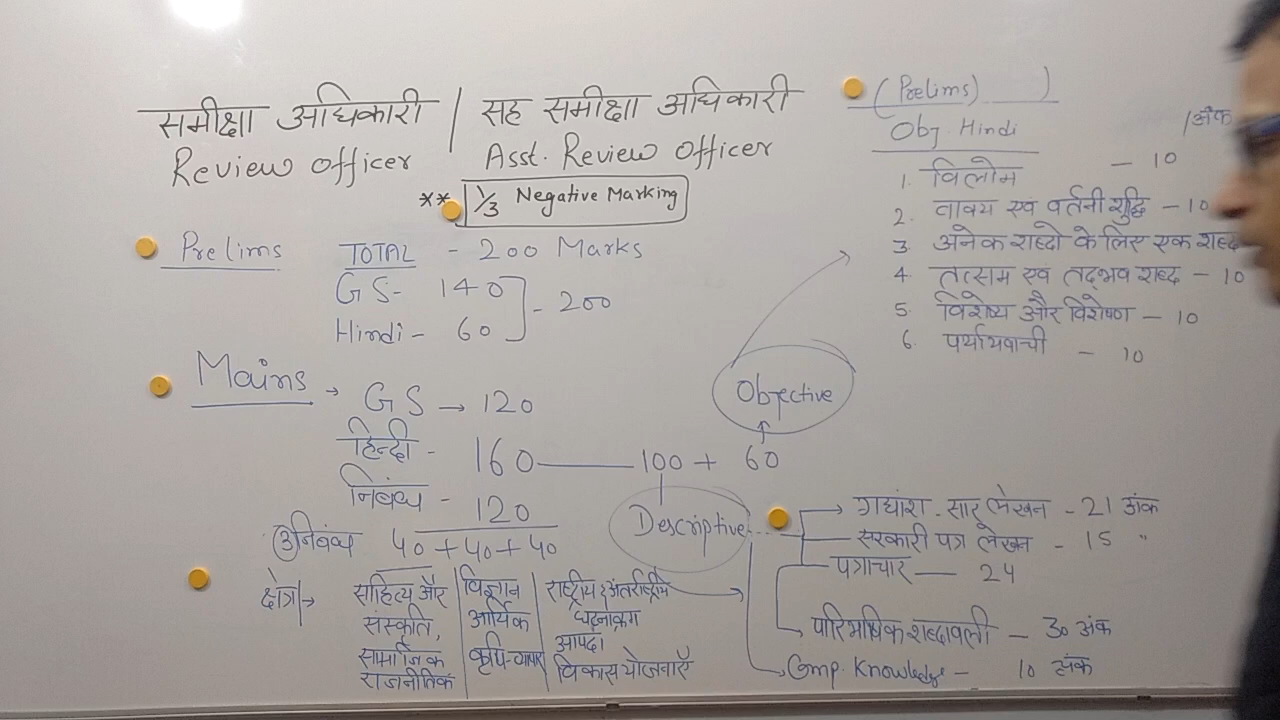 समीक्षा अधिकारी / सह समीक्षा अधिकारी
Review Officer Asst. Review Officer
** 1/3 Negative Marking
Prelims TOTAL - 200 Marks
GS - 140
Hindi - 60 ] - 200
Mains → GS → 120
हिन्दी - 160 — 100 + 60
निबंध - 120
③ निबंध 40 + 40 + 40
क्षेत्र →
साहित्य और
संस्कृति,
सामाजिक
राजनीतिक
विज्ञान
आर्थिक
कृषि-व्यापार
राष्ट्रीय अंतर्राष्ट्रीय
घटनाक्रम
आपदा
विकास योजनाएँ
Objective
Descriptive
(Prelims)
Obj. Hindi /अंक
1. विलोम - 10
2. वाक्य एवं वर्तनी शुद्धि - 10
3 अनेक शब्दो के लिए एक शब्द
4. तत्सम एवं तद्भव शब्द - 10
5. विशेष्य और विशेषण - 10
6. पर्यायवाची - 10
गद्यांश - सार लेखन - 21 अंक
सरकारी पत्र लेखन - 15 "
पत्राचार — 24
पारिभाषिक शब्दावली - 30 अंक
Comp. Knowledge - 10 अंक